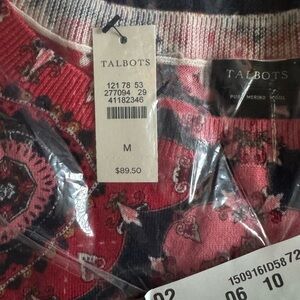 TALBOTS
121 78 53
277094 29
41182346
M
$89.50
TALBOTS
PURE MERINO WOOL
150916ID5872
02
06 10